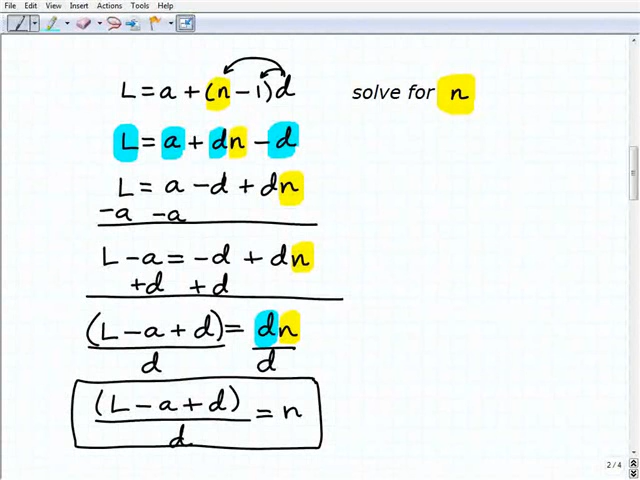 File Edit View Insert Actions Tools Help
L = a + (n − 1)d solve for n
L = a + dn − d
L = a − d + dn
−a −a
L − a = −d + dn
+d +d
(L − a + d) = dn
d d
(L − a + d) = n
d
2 / 4